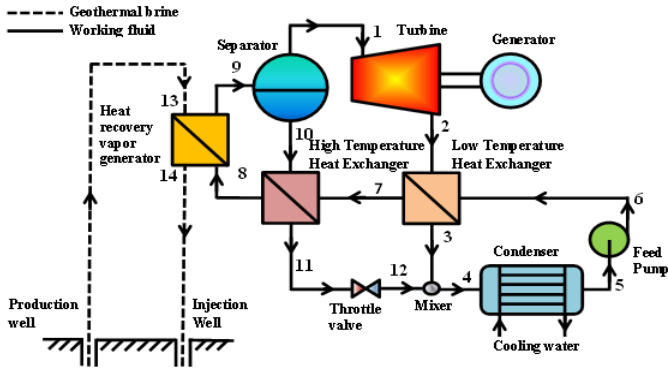 Geothermal brine
Working fluid
Separator
1
Turbine
Generator
9
13
Heat
recovery
vapor
generator
14
10
2
High Temperature
Heat Exchanger
Low Temperature
Heat Exchanger
8
7
6
11
3
12
4
Condenser
5
Feed
Pump
Production
well
Injection
Well
Throttle
valve
Mixer
Cooling water